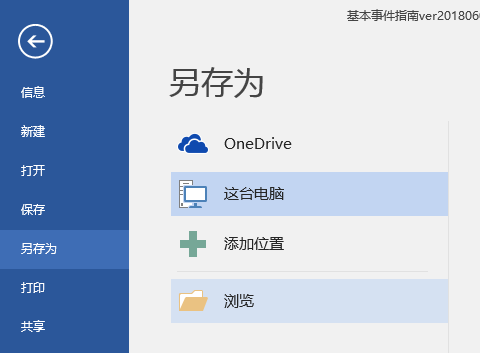 基本事件指南ver201806
另存为
信息
新建
打开
保存
另存为
打印
共享
OneDrive
这台电脑
添加位置
浏览